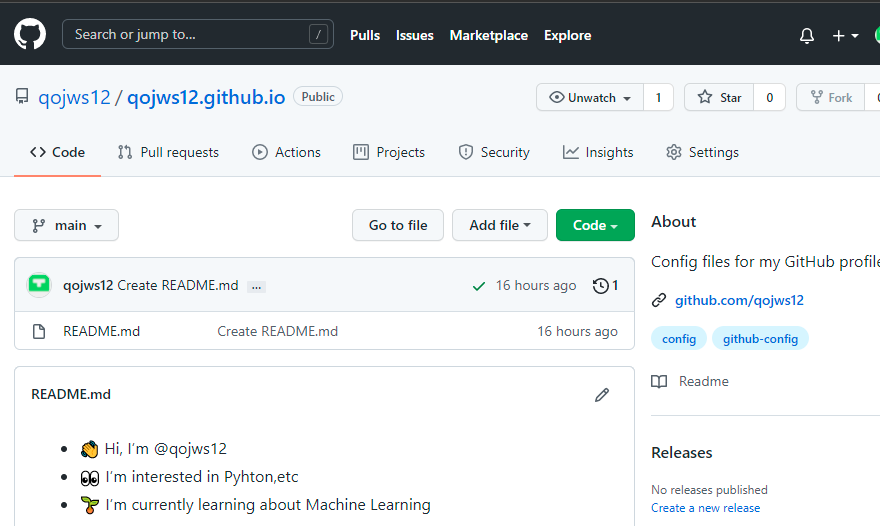 Search or jump to... /
Pulls Issues Marketplace Explore
qojws12 / qojws12.github.io Public
Unwatch 1 Star 0 Fork
Code Pull requests Actions Projects Security Insights Settings
main Go to file Add file Code
qojws12 Create README.md ... 16 hours ago 1
README.md Create README.md 16 hours ago
README.md
Hi, I’m @qojws12
I’m interested in Pyhton,etc
I’m currently learning about Machine Learning
About
Config files for my GitHub profile
github.com/qojws12
config github-config
Readme
Releases
No releases published
Create a new release